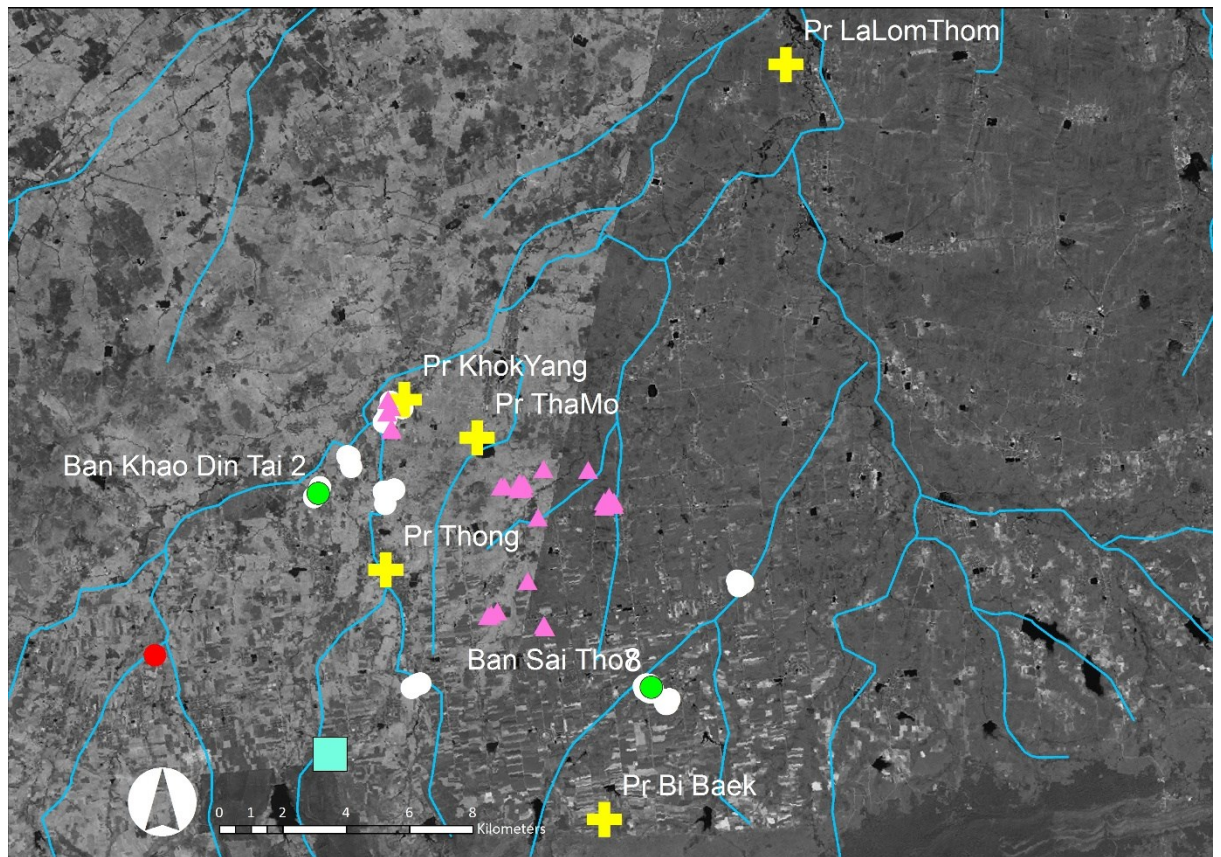 Pr LaLomThom
Pr KhokYang
Pr ThaMo
Ban Khao Din Tai 2
Pr Thong
Ban Sai Tho
Pr Bi Baek
0 1 2 4 6 8
Kilometers